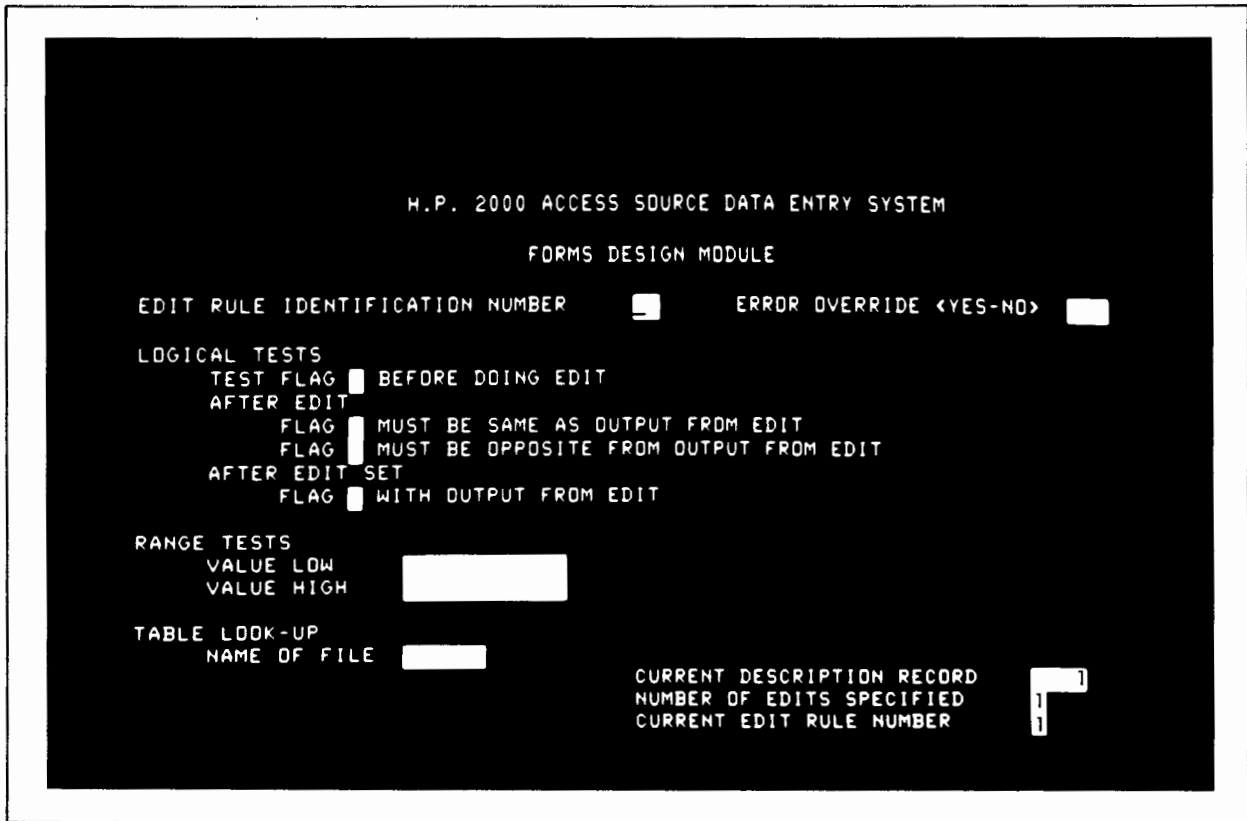 H.P. 2000 ACCESS SOURCE DATA ENTRY SYSTEM
FORMS DESIGN MODULE
EDIT RULE IDENTIFICATION NUMBER _ ERROR OVERRIDE <YES-NO>
LOGICAL TESTS
TEST FLAG BEFORE DOING EDIT
AFTER EDIT
FLAG MUST BE SAME AS OUTPUT FROM EDIT
FLAG MUST BE OPPOSITE FROM OUTPUT FROM EDIT
AFTER EDIT SET
FLAG WITH OUTPUT FROM EDIT
RANGE TESTS
VALUE LOW
VALUE HIGH
TABLE LOOK-UP
NAME OF FILE
CURRENT DESCRIPTION RECORD 1
NUMBER OF EDITS SPECIFIED 1
CURRENT EDIT RULE NUMBER 1